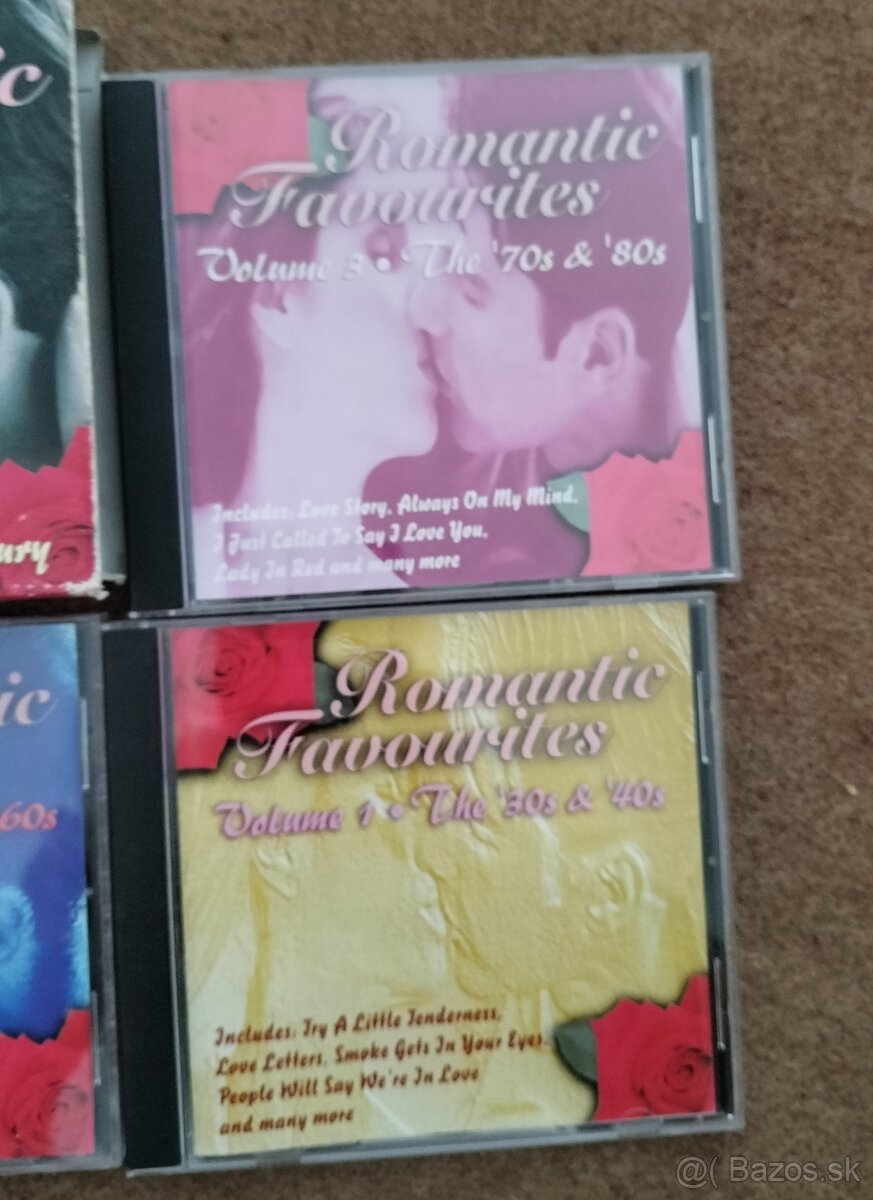 ic
Romantic
Favourites
Volume 3 • The '70s & '80s
Includes: Love Story, Always On My Mind,
I Just Called To Say I Love You,
Lady In Red and many more
ury
ic
60s
Romantic
Favourites
Volume 1 • The '30s & '40s
Includes: Try A Little Tenderness,
Love Letters, Smoke Gets In Your Eyes,
People Will Say We're In Love
and many more
@( Bazos.sk